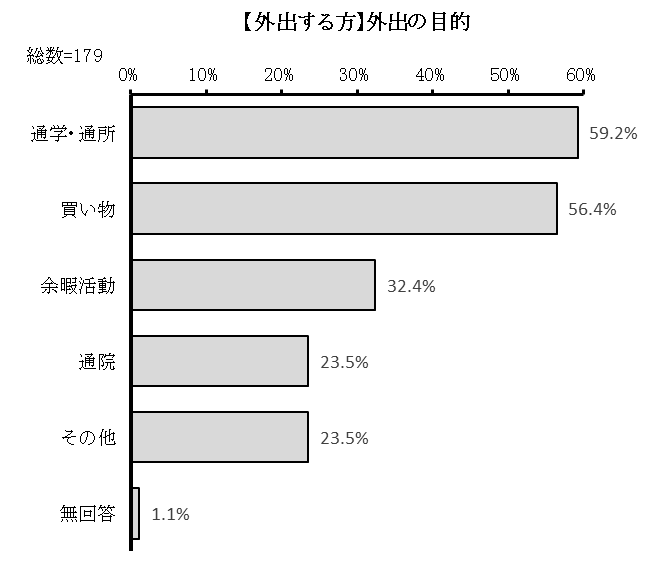 【外出する方】外出の目的
総数=179
0% 10% 20% 30% 40% 50% 60%
通学・通所 59.2%
買い物 56.4%
余暇活動 32.4%
通院 23.5%
その他 23.5%
無回答 1.1%